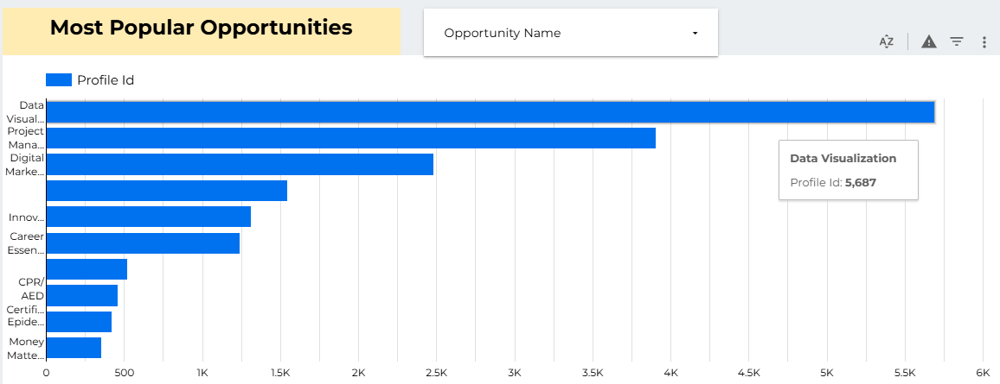 Most Popular Opportunities
Opportunity Name
AZ
Profile Id
Data
Visual...
Project
Mana...
Digital
Marke...
Innov...
Career
Essen...
CPR/
AED
Certifi...
Epide...
Money
Matte...
Data Visualization
Profile Id: 5,687
0 500 1K 1.5K 2K 2.5K 3K 3.5K 4K 4.5K 5K 5.5K 6K